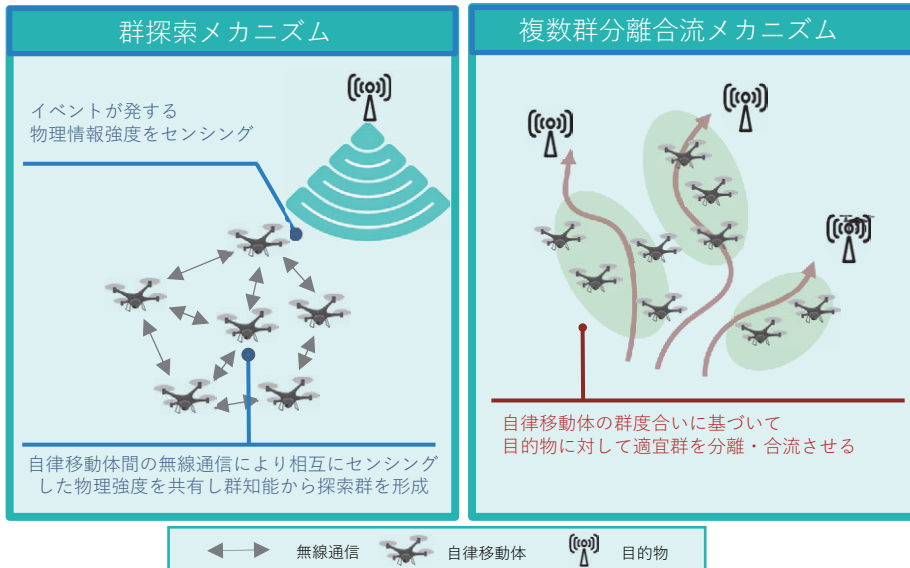 群探索メカニズム
イベントが発する
物理情報強度をセンシング
自律移動体間の無線通信により相互にセンシング
した物理強度を共有し群知能から探索群を形成
複数群分離合流メカニズム
自律移動体の群度合いに基づいて
目的物に対して適宜群を分離・合流させる
無線通信 自律移動体 目的物